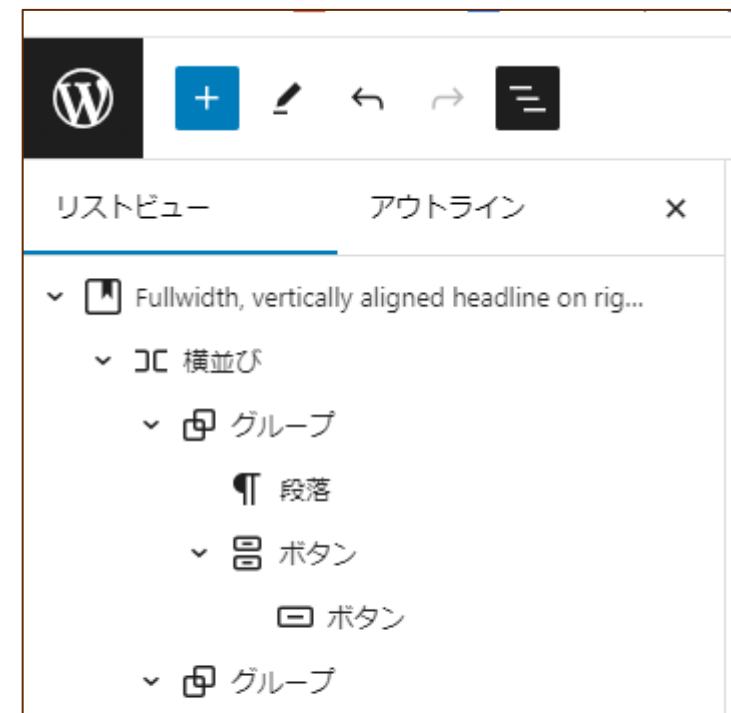 リストビュー アウトライン
Fullwidth, vertically aligned headline on rig...
横並び
グループ
段落
ボタン
ボタン
グループ